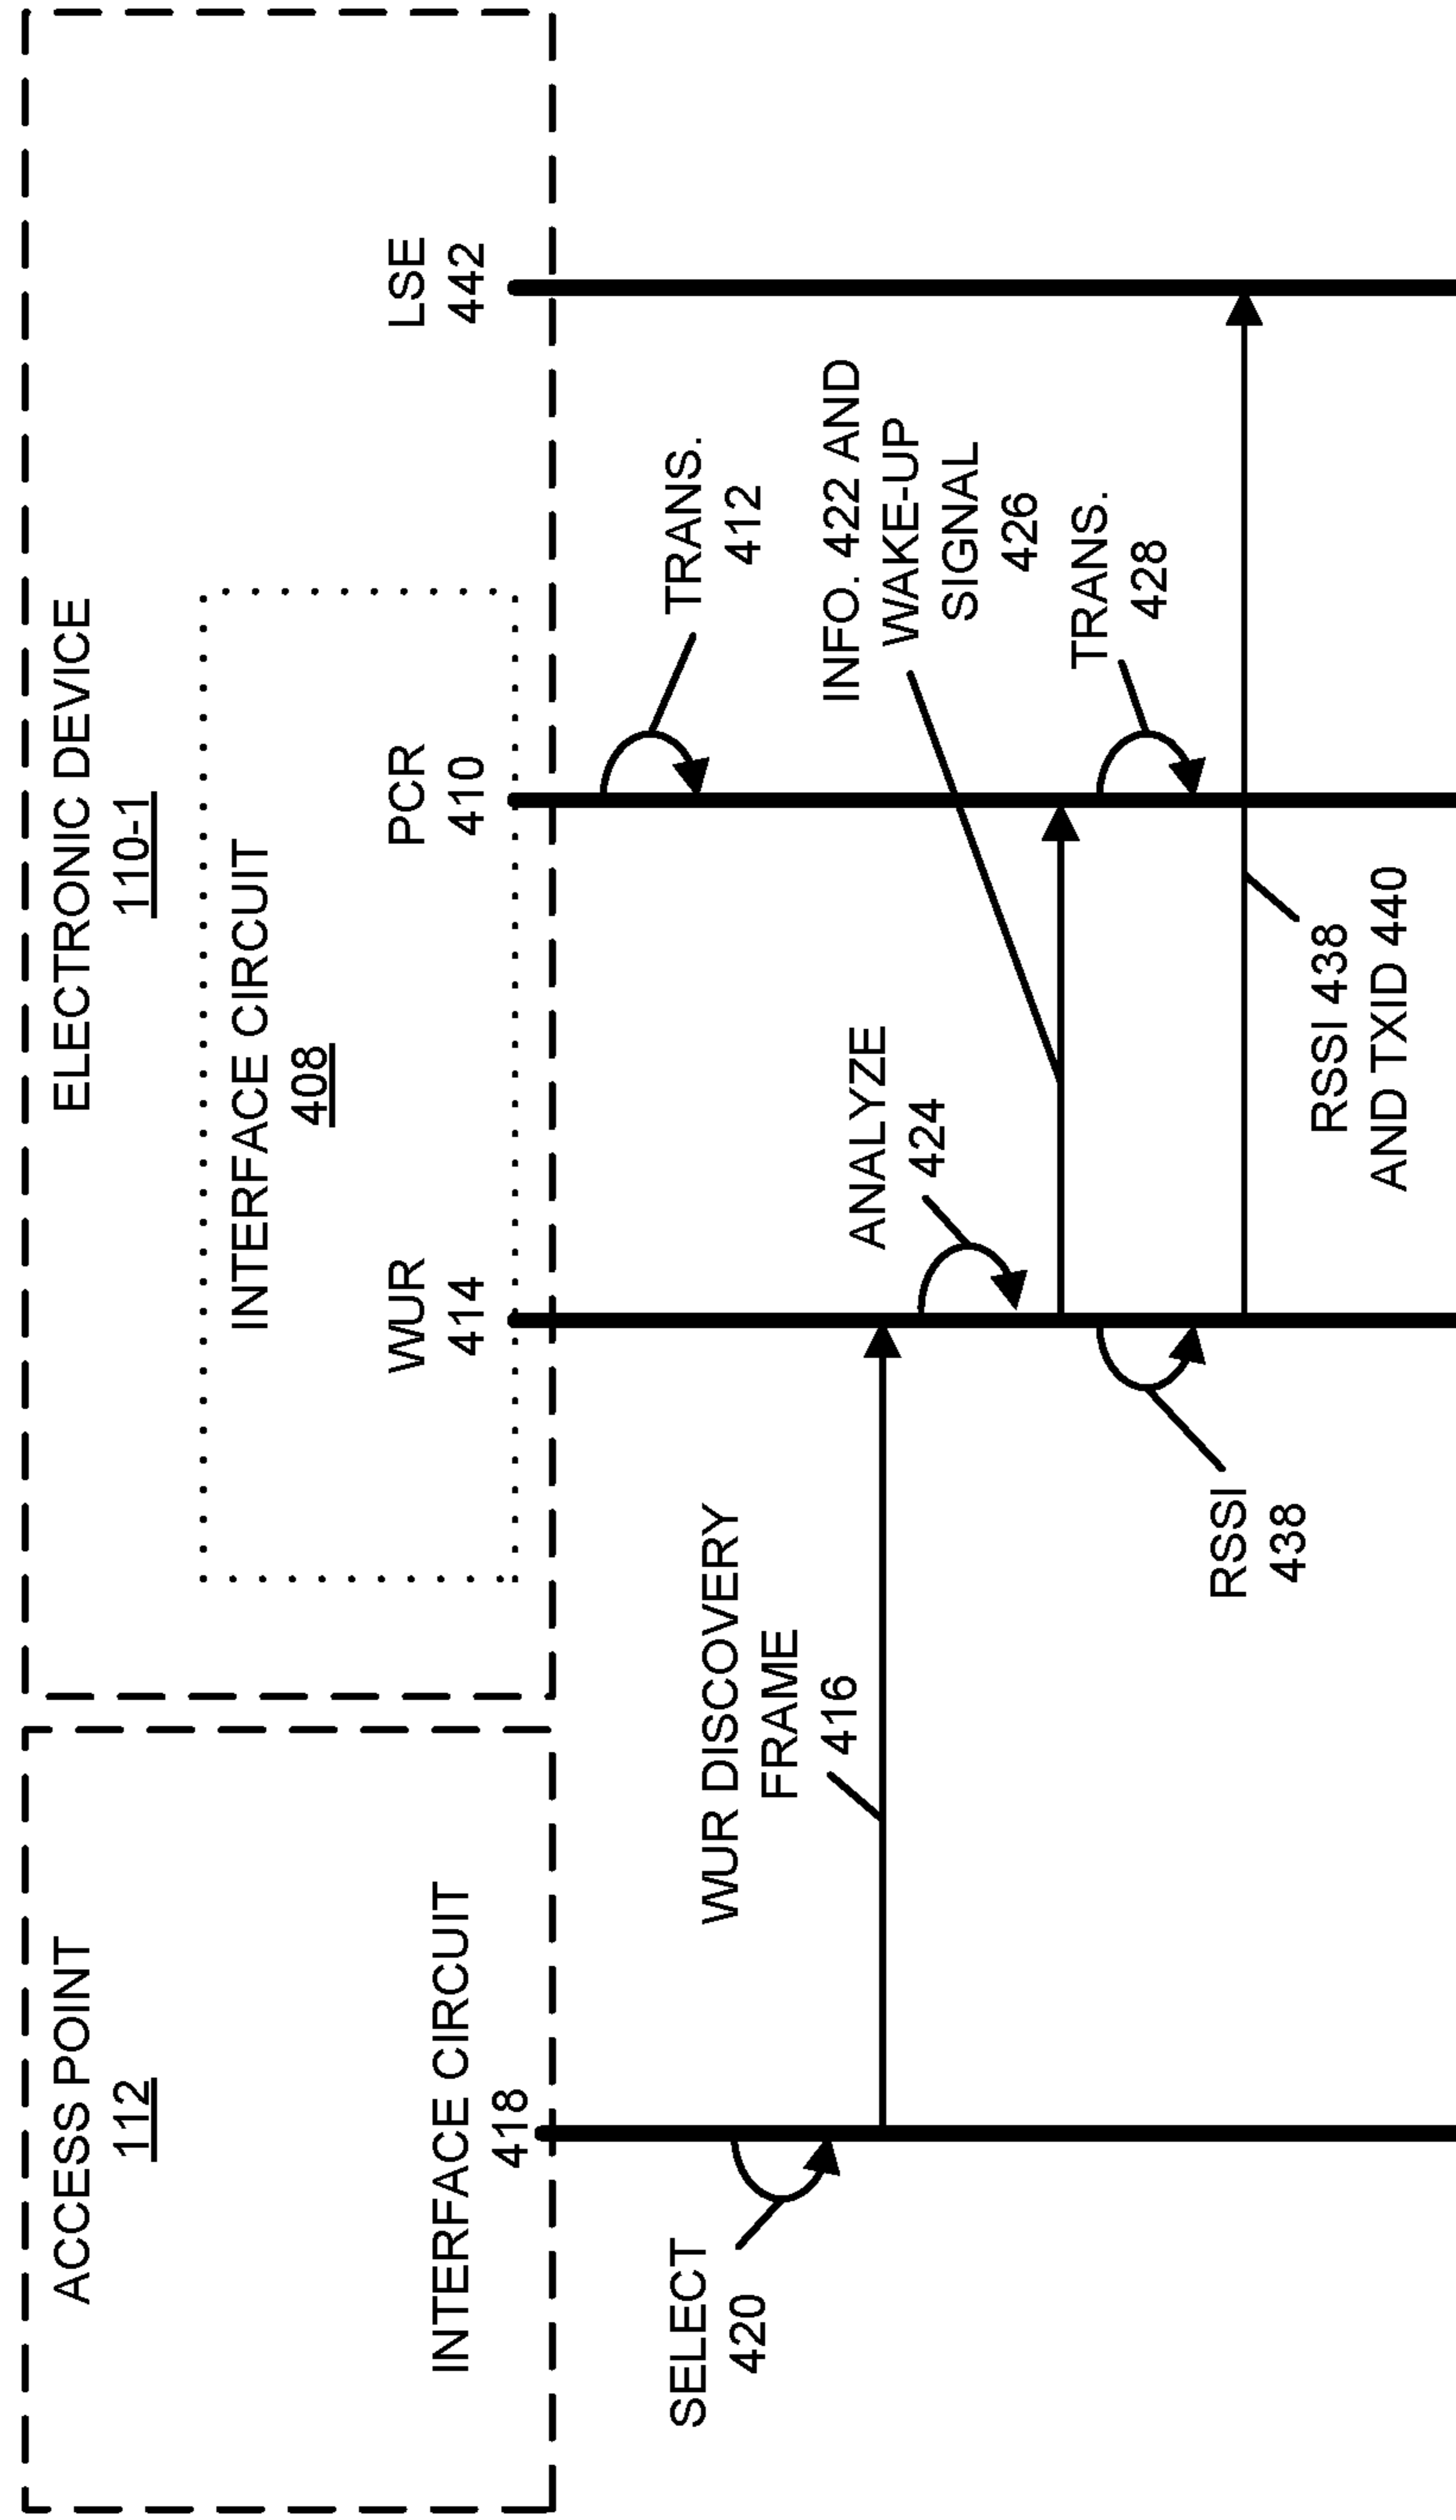 ACCESS POINT
112
INTERFACE CIRCUIT
418
ELECTRONIC DEVICE
110-1
INTERFACE CIRCUIT
408
WUR
414
PCR
410
LSE
442
TRANS.
412
SELECT
420
WUR DISCOVERY
FRAME
416
ANALYZE
424
INFO. 422 AND
WAKE-UP
SIGNAL
426
TRANS.
428
RSSI
438
RSSI 438
AND TXID 440